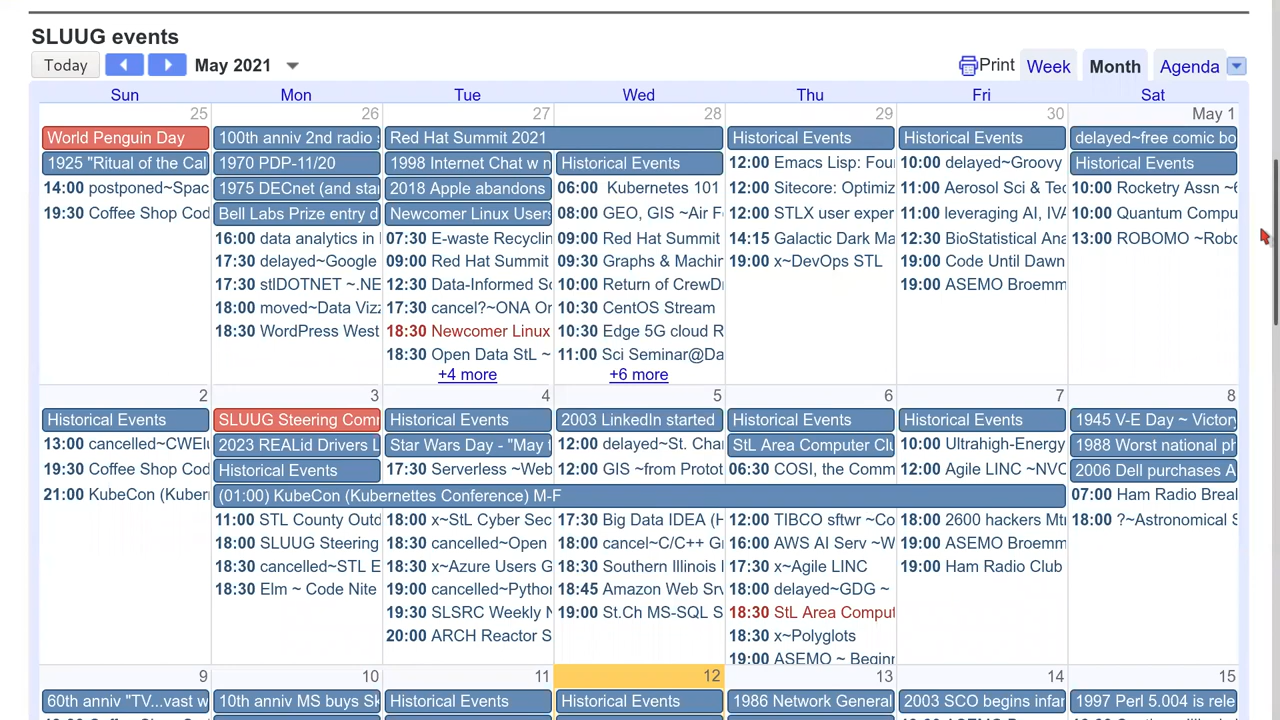 SLUUG events
Today
May 2021
Print
Week
Month
Agenda
Sun Mon Tue Wed Thu Fri Sat
25
World Penguin Day
1925 "Ritual of the Cal
14:00 postponed~Spac
19:30 Coffee Shop Cod
26
100th anniv 2nd radio s
1970 PDP-11/20
1975 DECnet (and star
Bell Labs Prize entry d
16:00 data analytics in
17:30 delayed~Google
17:30 stlDOTNET ~.NE
18:00 moved~Data Vizz
18:30 WordPress West
27
Red Hat Summit 2021
1998 Internet Chat w n
2018 Apple abandons
Newcomer Linux Users
07:30 E-waste Recyclin
09:00 Red Hat Summit
12:30 Data-Informed Sc
17:30 cancel?~ONA Or
18:30 Newcomer Linux
18:30 Open Data StL ~
+4 more
28
Historical Events
06:00 Kubernetes 101
08:00 GEO, GIS ~Air F
09:00 Red Hat Summit
09:30 Graphs & Machin
10:00 Return of CrewD
10:30 CentOS Stream
10:30 Edge 5G cloud R
11:00 Sci Seminar@Da
+6 more
29
Historical Events
12:00 Emacs Lisp: Four
12:00 Sitecore: Optimiz
12:00 STLX user exper
14:15 Galactic Dark Ma
19:00 x~DevOps STL
30
Historical Events
10:00 delayed~Groovy
11:00 Aerosol Sci & Tec
11:00 leveraging AI, IVA
12:30 BioStatistical Ana
19:00 Code Until Dawn
19:00 ASEMO Broemm
May 1
delayed~free comic bo
Historical Events
10:00 Rocketry Assn ~6
10:00 Quantum Compu
13:00 ROBOMO ~Robo
2
Historical Events
13:00 cancelled~CWElu
19:30 Coffee Shop Cod
21:00 KubeCon (Kuber
3
SLUUG Steering Comr
2023 REALid Drivers L
Historical Events
(01:00) KubeCon (Kubernettes Conference) M-F
11:00 STL County Outd
18:00 SLUUG Steering
18:30 cancelled~STL E
18:30 Elm ~ Code Nite
4
Historical Events
Star Wars Day - "May t
17:30 Serverless ~Web
18:00 x~StL Cyber Sec
18:30 cancelled~Open
18:30 x~Azure Users G
19:00 cancelled~Python
19:30 SLSRC Weekly N
20:00 ARCH Reactor S
5
2003 LinkedIn started
12:00 delayed~St. Cha
12:00 GIS ~from Protot
17:30 Big Data IDEA (H
18:00 cancel~C/C++ Gr
18:30 Southern Illinois I
18:45 Amazon Web Srv
19:00 St.Ch MS-SQL S
6
Historical Events
StL Area Computer Clu
06:30 COSI, the Comm
12:00 TIBCO sftwr ~Co
16:00 AWS AI Serv ~W
17:30 x~Agile LINC
18:00 delayed~GDG ~
18:30 StL Area Comput
18:30 x~Polyglots
19:00 ASEMO ~ Beginr
7
Historical Events
10:00 Ultrahigh-Energy
12:00 Agile LINC ~NVC
18:00 2600 hackers Mtr
19:00 ASEMO Broemm
19:00 Ham Radio Club
8
1945 V-E Day ~ Victory
1988 Worst national ph
2006 Dell purchases A
07:00 Ham Radio Brea
18:00 ?~Astronomical S
9
60th anniv "TV...vast w
10
10th anniv MS buys Sk
11
Historical Events
12
Historical Events
13
1986 Network General
14
2003 SCO begins infar
15
1997 Perl 5.004 is rele